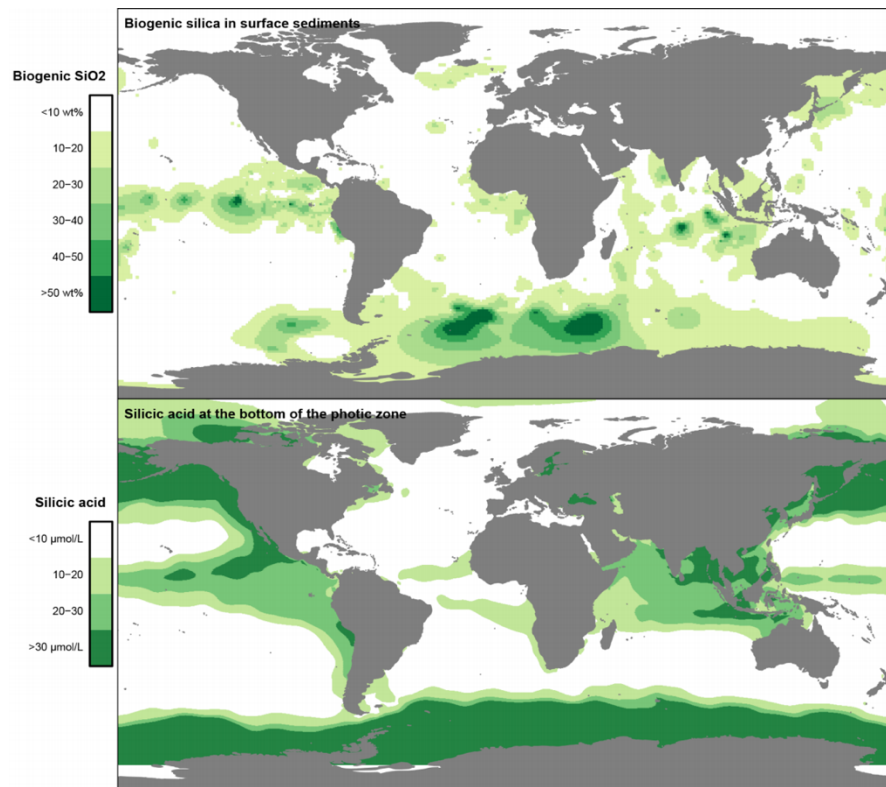 Biogenic silica in surface sediments
Biogenic SiO2
<10 wt%
10–20
20–30
30–40
40–50
>50 wt%
Silicic acid at the bottom of the photic zone
Silicic acid
<10 µmol/L
10–20
20–30
>30 µmol/L